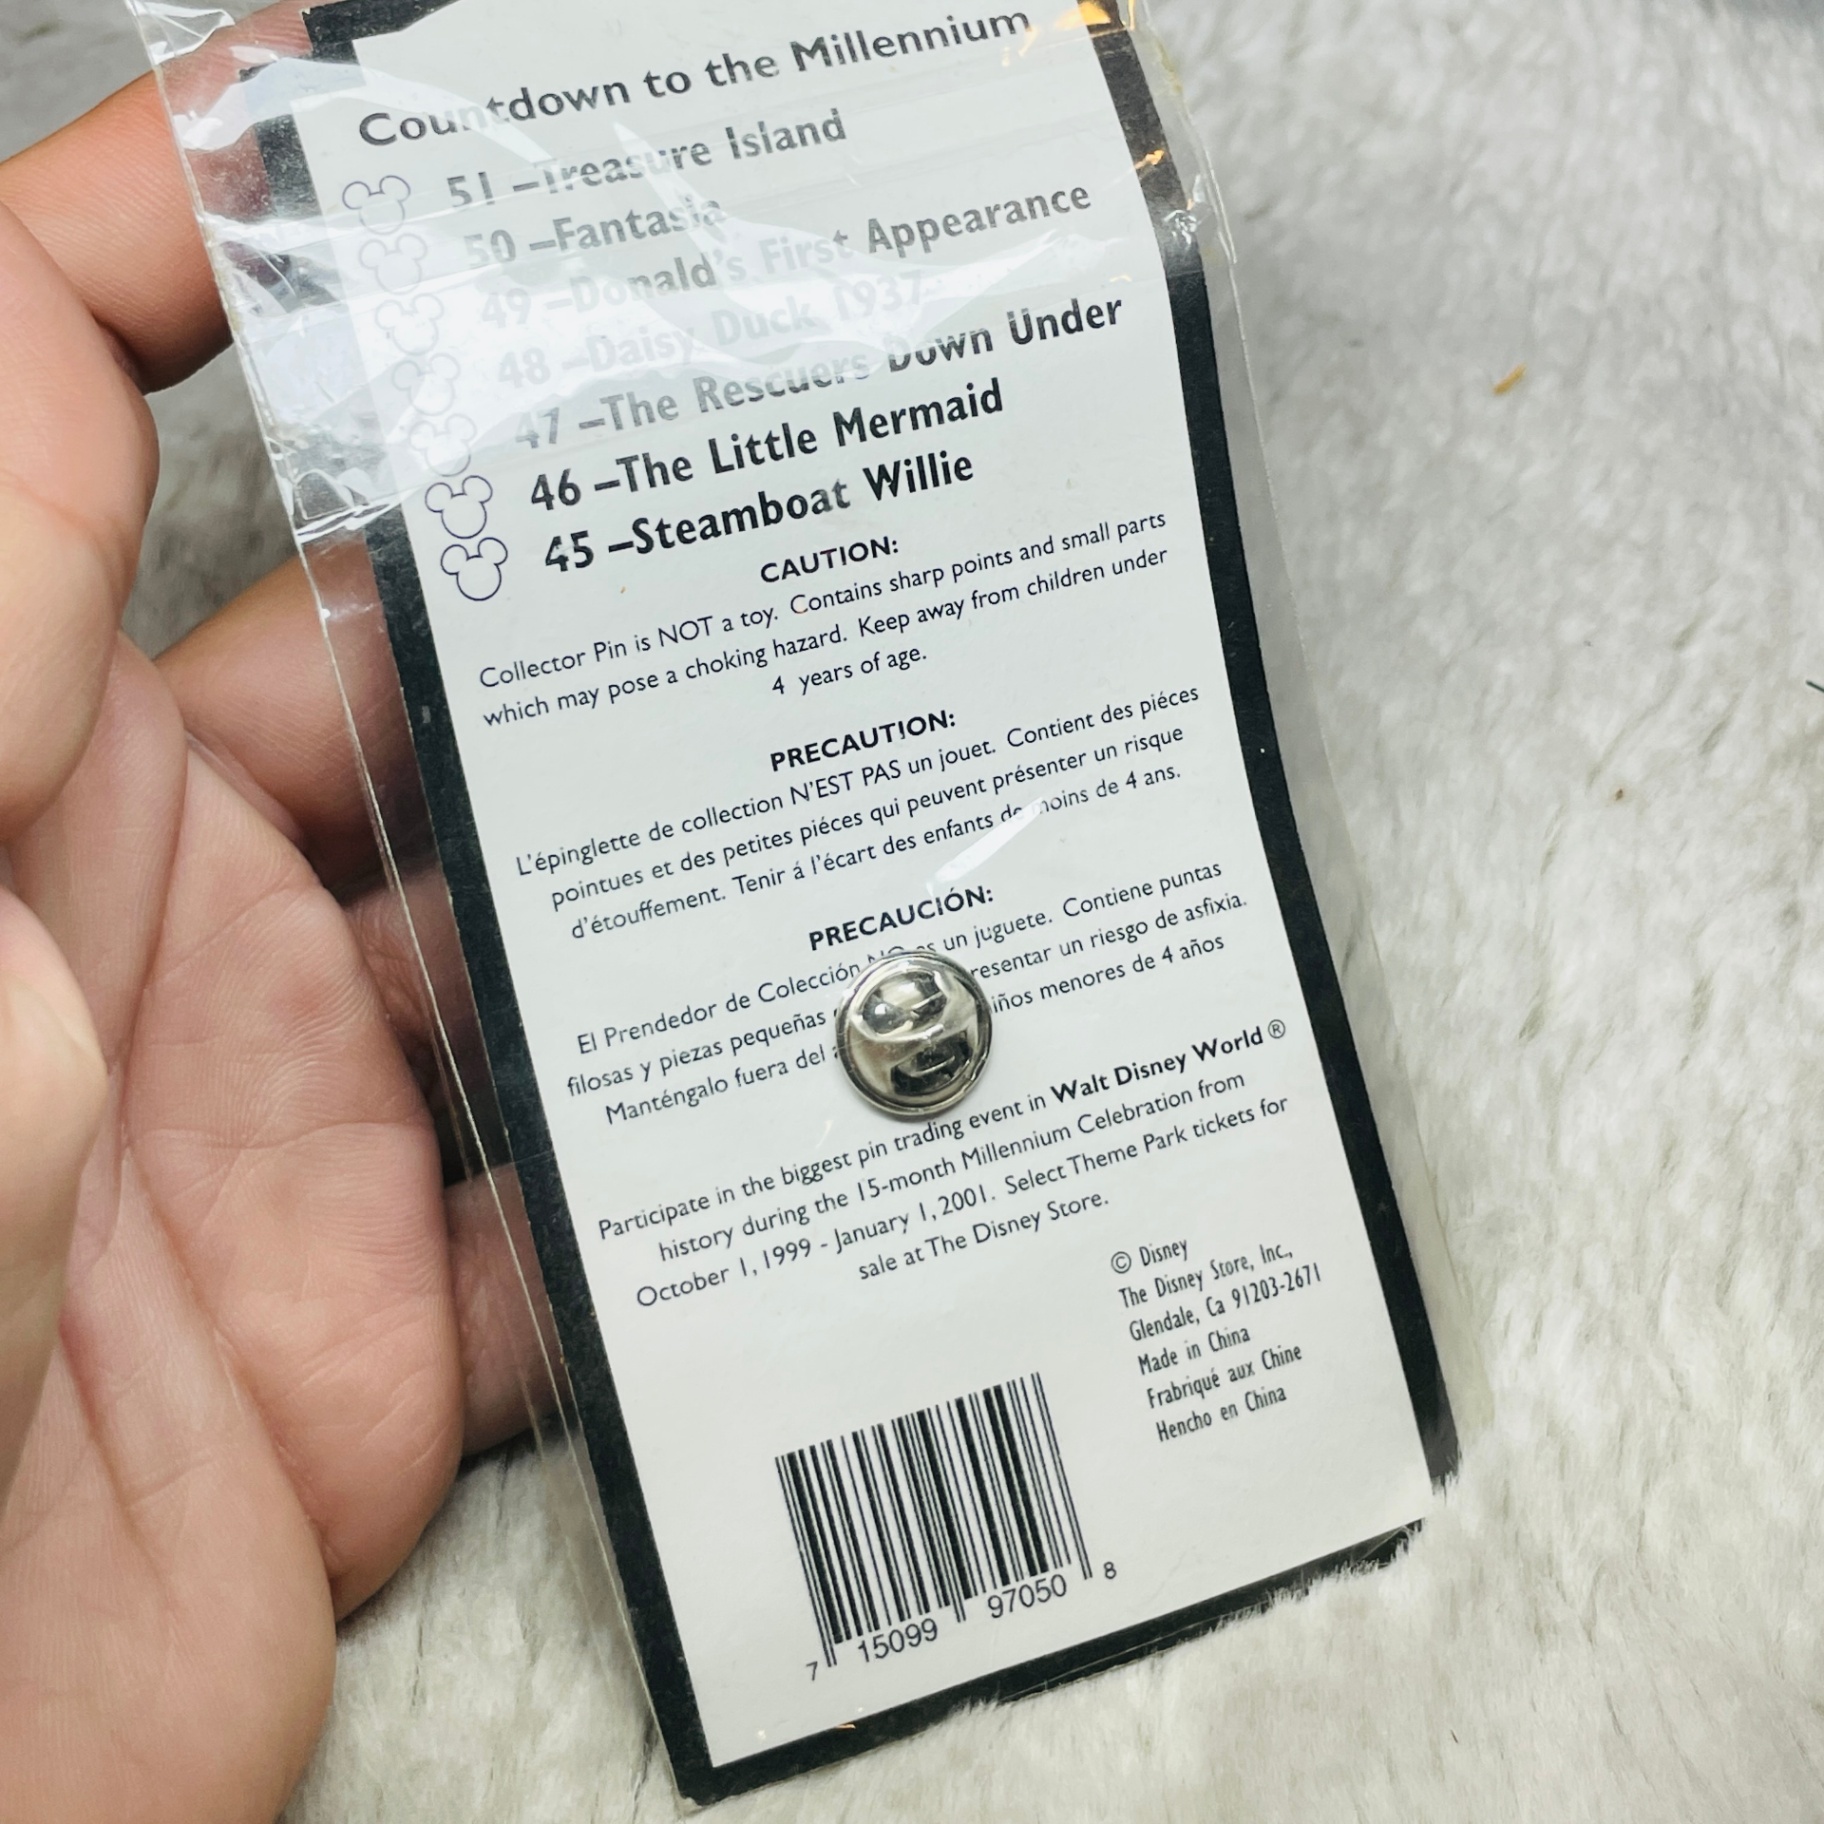 Countdown to the Millennium
51 –Treasure Island
50 –Fantasia
49 –Donald's First Appearance
48 –Daisy Duck 1937
47 –The Rescuers Down Under
46 –The Little Mermaid
45 –Steamboat Willie
CAUTION:
Collector Pin is NOT a toy. Contains sharp points and small parts
which may pose a choking hazard. Keep away from children under
4 years of age.
PRECAUTION:
L'épinglette de collection N'EST PAS un jouet. Contient des piéces
pointues et des petites piéces qui peuvent présenter un risque
d'étouffement. Tenir á l'écart des enfants de moins de 4 ans.
PRECAUCIÓN:
El Prendedor de Colección NO es un juguete. Contiene puntas
filosas y piezas pequeñas resentar un riesgo de asfixia.
Manténgalo fuera del iños menores de 4 años
Participate in the biggest pin trading event in Walt Disney World ®
history during the 15-month Millennium Celebration from
October 1, 1999 - January 1, 2001. Select Theme Park tickets for
sale at The Disney Store.
© Disney
The Disney Store, Inc.,
Glendale, Ca 91203-2671
Made in China
Frabriqué aux Chine
Hencho en China
7 15099 97050 8